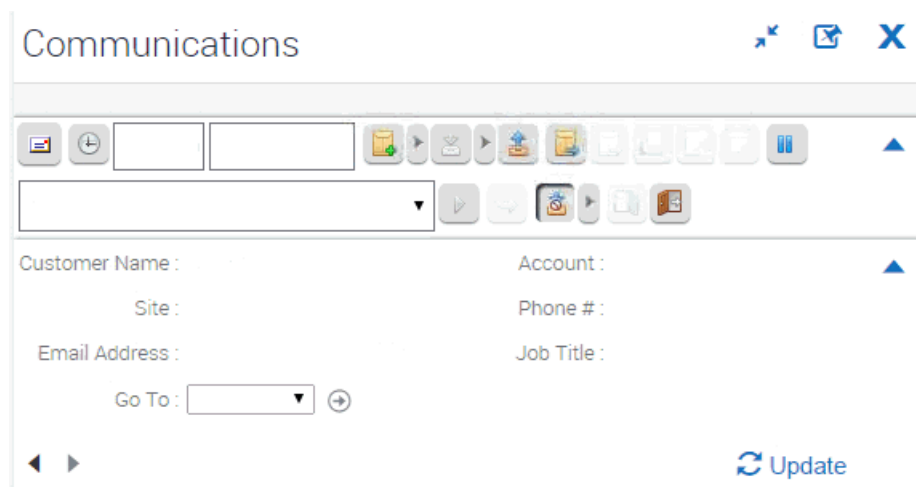 Communications
Customer Name :
Account :
Site :
Phone # :
Email Address :
Job Title :
Go To :
Update